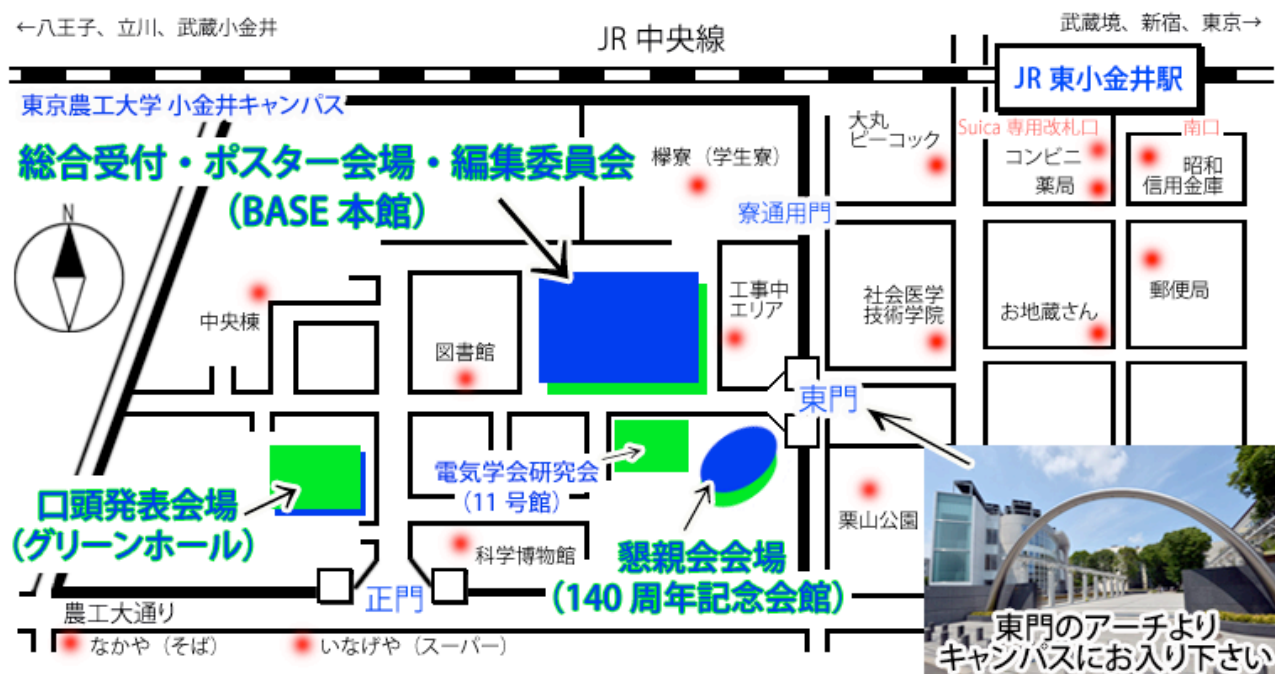 ←八王子、立川、武蔵小金井
JR 中央線
武蔵境、新宿、東京→
JR 東小金井駅
東京農工大学 小金井キャンパス
総合受付・ポスター会場・編集委員会
（BASE 本館）
欅寮（学生寮）
大丸
ピーコック
Suica 専用改札口
南口
コンビニ
薬局
昭和
信用金庫
寮通用門
N
中央棟
図書館
工事中
エリア
社会医学
技術学院
お地蔵さん
郵便局
東門
電気学会研究会
（11 号館）
口頭発表会場
（グリーンホール）
科学博物館
懇親会会場
（140 周年記念会館）
栗山公園
正門
農工大通り
なかや（そば）
いなげや（スーパー）
東門のアーチより
キャンパスにお入り下さい